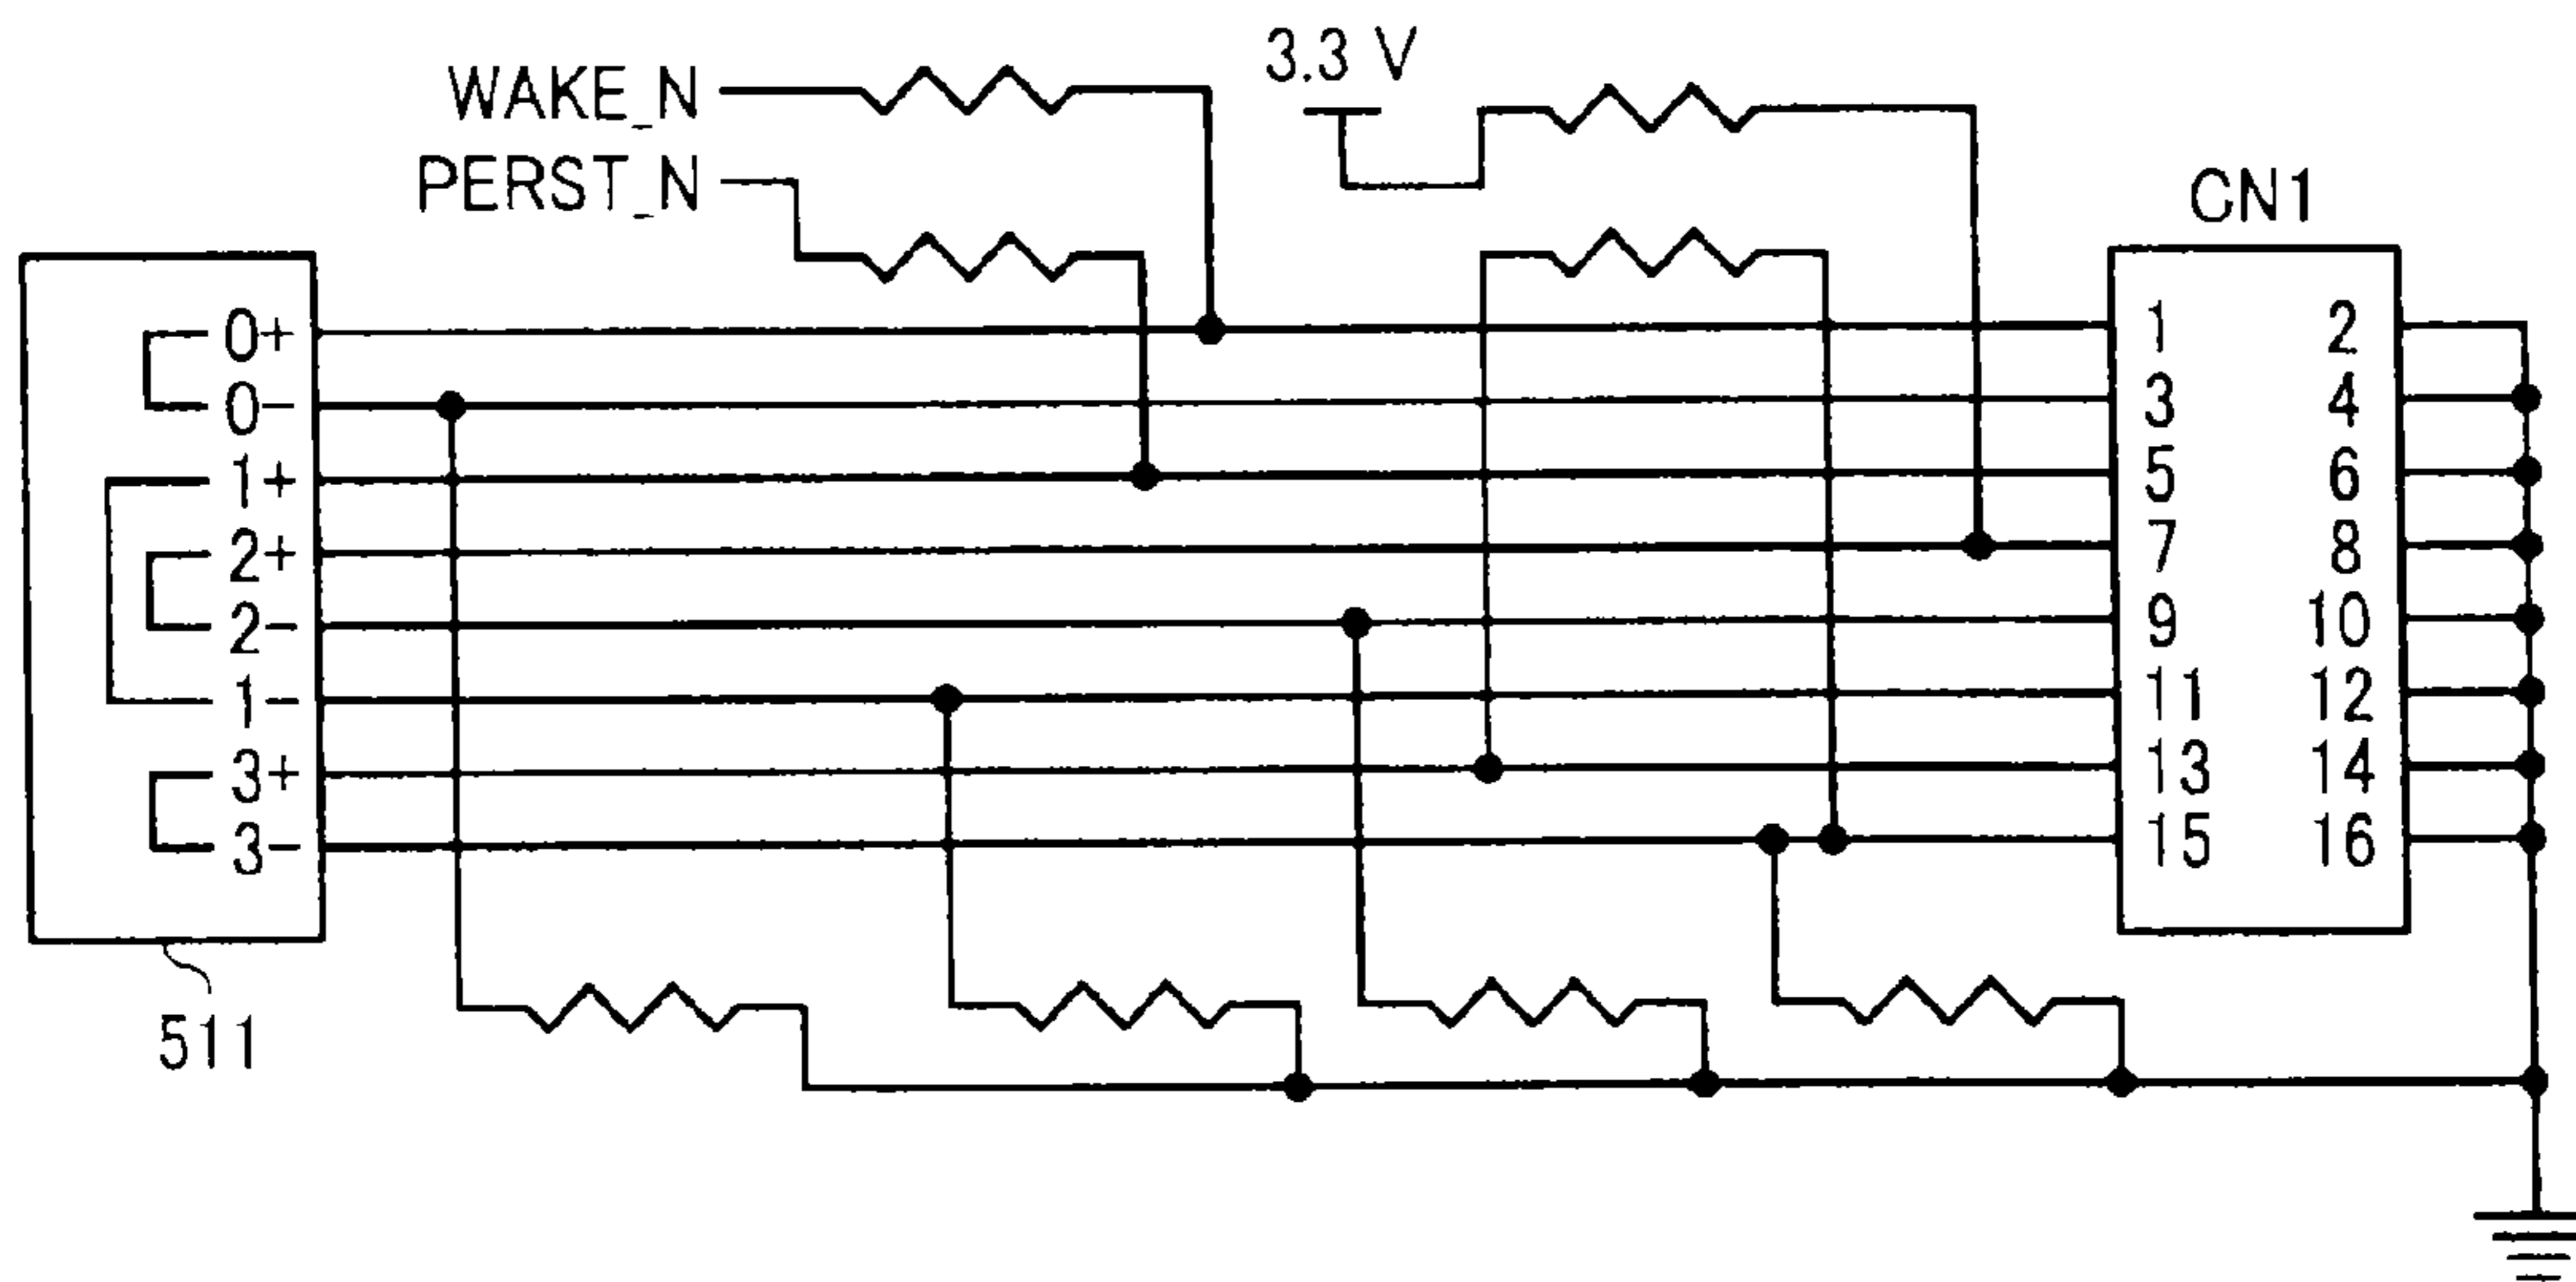 3.3 V
WAKE_N
PERST_N
CN1
0+ 1 2
0− 3 4
1+ 5 6
2+ 7 8
2− 9 10
1− 11 12
3+ 13 14
3− 15 16
511